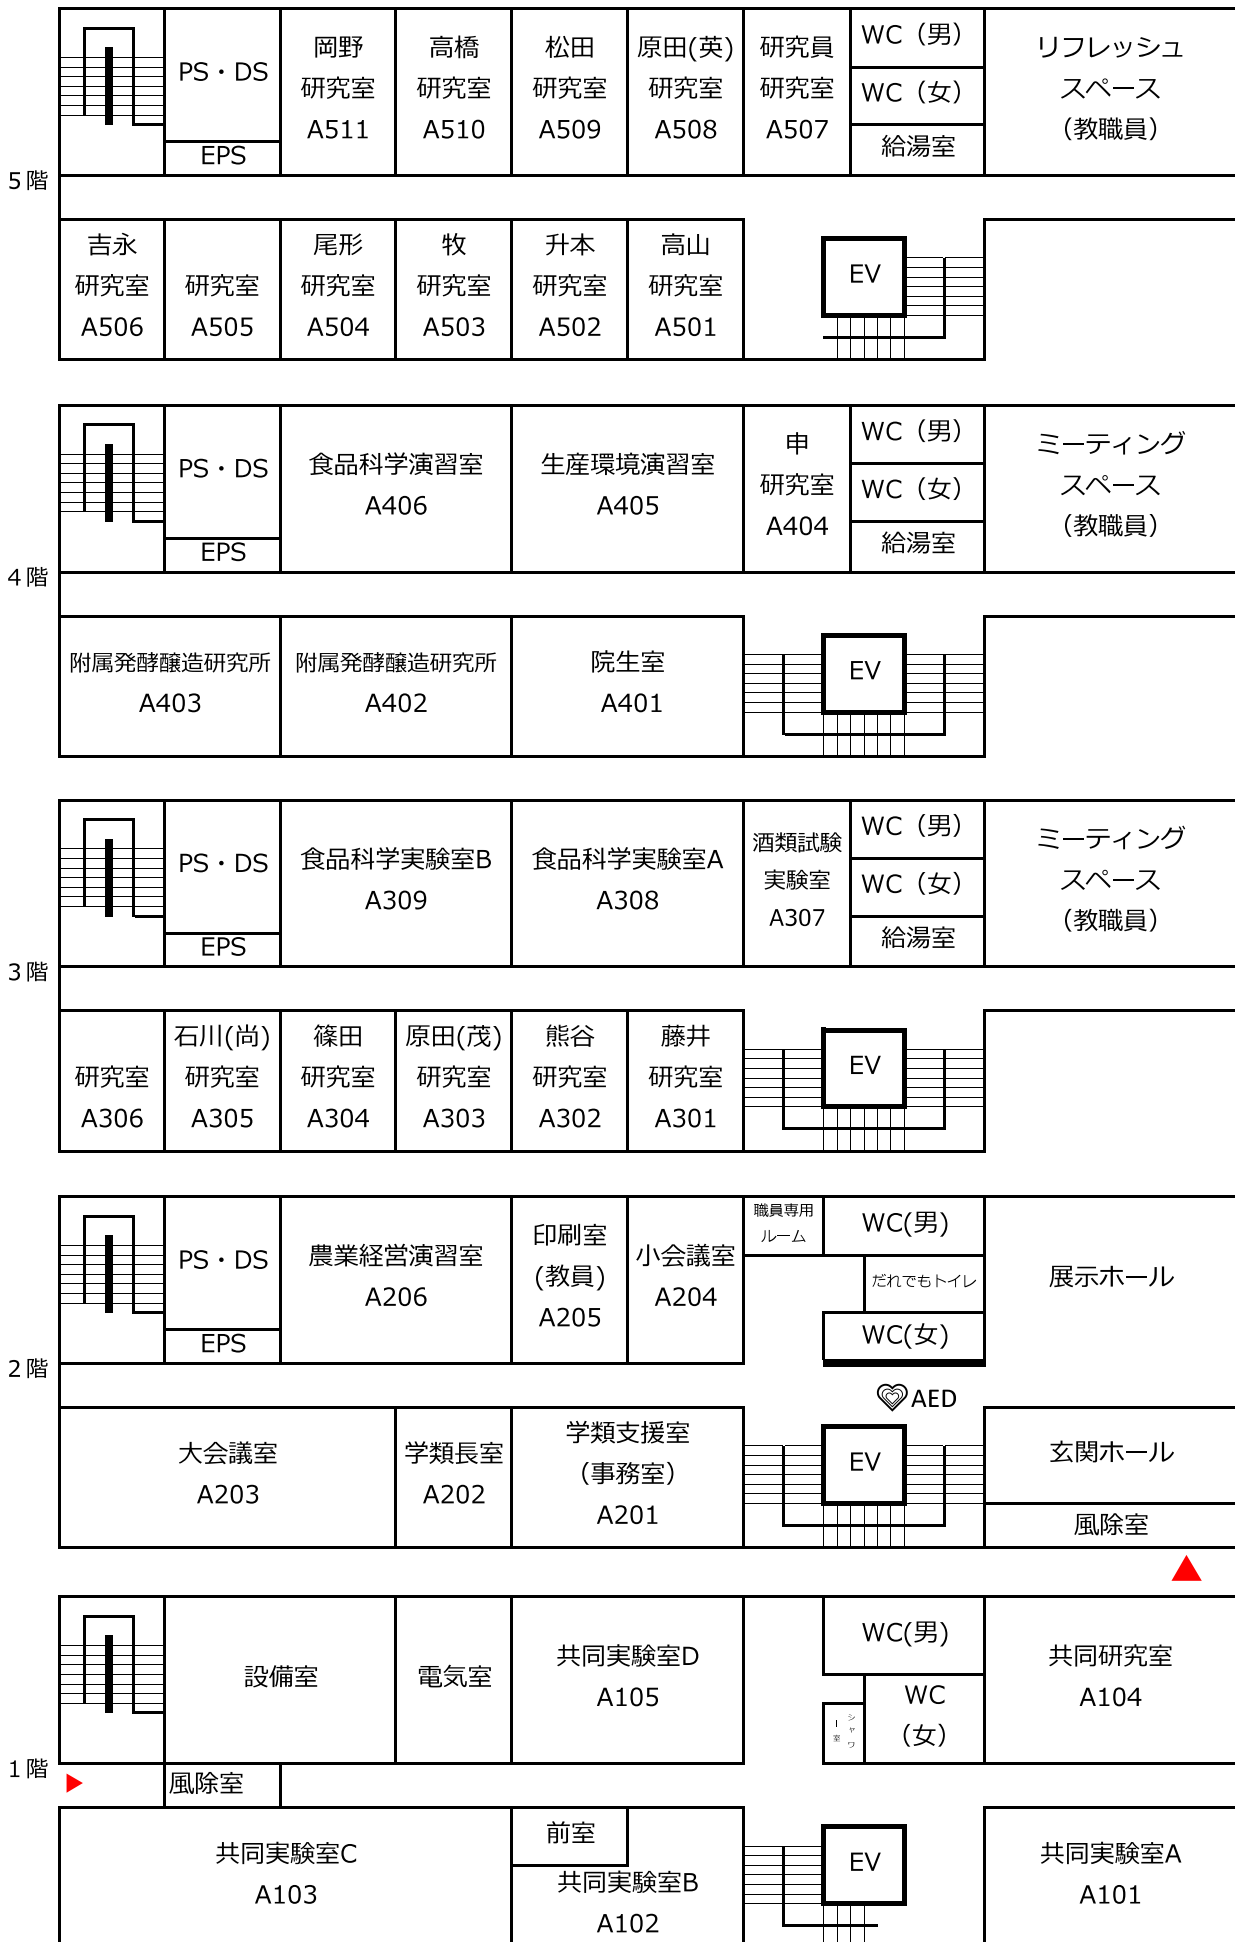 5階
PS・DS
EPS
岡野
研究室
A511
高橋
研究室
A510
松田
研究室
A509
原田(英)
研究室
A508
研究員
研究室
A507
WC（男）
WC（女）
給湯室
リフレッシュ
スペース
（教職員）
吉永
研究室
A506
研究室
A505
尾形
研究室
A504
牧
研究室
A503
升本
研究室
A502
高山
研究室
A501
EV
4階
PS・DS
EPS
食品科学演習室
A406
生産環境演習室
A405
申
研究室
A404
WC（男）
WC（女）
給湯室
ミーティング
スペース
（教職員）
附属発酵醸造研究所
A403
附属発酵醸造研究所
A402
院生室
A401
EV
3階
PS・DS
EPS
食品科学実験室B
A309
食品科学実験室A
A308
酒類試験
実験室
A307
WC（男）
WC（女）
給湯室
ミーティング
スペース
（教職員）
研究室
A306
石川(尚)
研究室
A305
篠田
研究室
A304
原田(茂)
研究室
A303
熊谷
研究室
A302
藤井
研究室
A301
EV
2階
PS・DS
EPS
農業経営演習室
A206
印刷室
(教員)
A205
小会議室
A204
職員専用
ルーム
WC(男)
だれでもトイレ
WC(女)
展示ホール
AED
大会議室
A203
学類長室
A202
学類支援室
（事務室）
A201
EV
玄関ホール
風除室
1階
設備室
電気室
共同実験室D
A105
WC(男)
WC
（女）
シャワ
ー室
共同研究室
A104
風除室
共同実験室C
A103
前室
共同実験室B
A102
EV
共同実験室A
A101